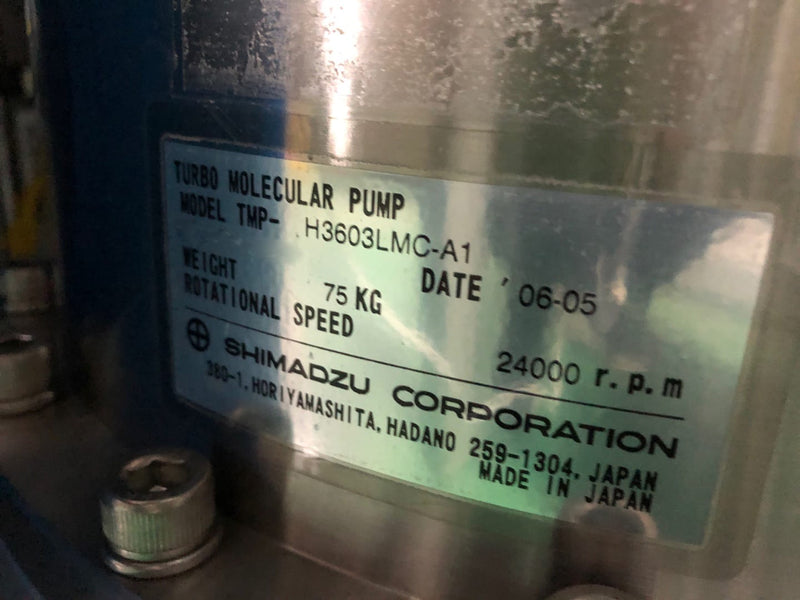 TURBO MOLECULAR PUMP
MODEL TMP- H3603LMC-A1
DATE '06-05
WEIGHT 75 KG
ROTATIONAL SPEED 24000 r.p.m
SHIMADZU CORPORATION
380-1, HORIYAMASHITA, HADANO 259-1304, JAPAN
MADE IN JAPAN